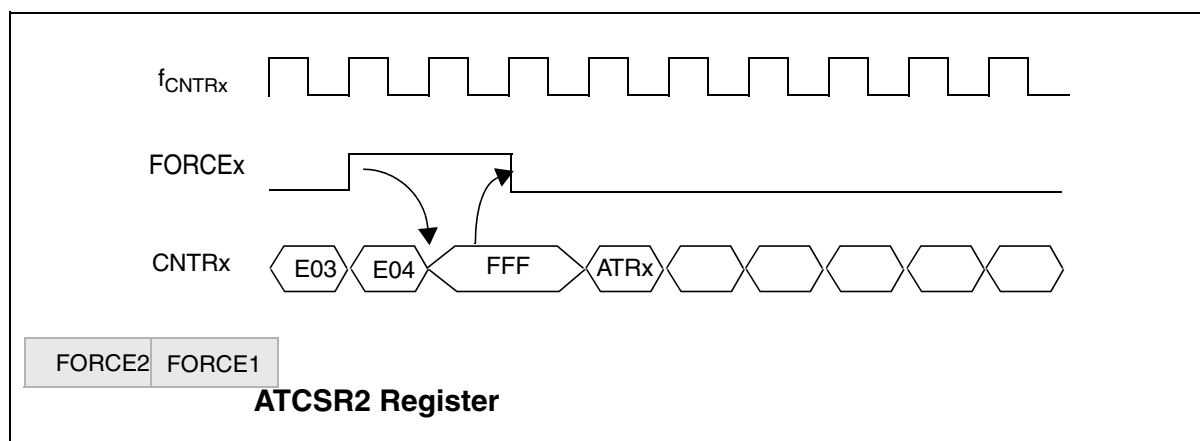 fCNTRx
FORCEx
CNTRx
E03 E04 FFF ATRx
FORCE2 FORCE1
ATCSR2 Register